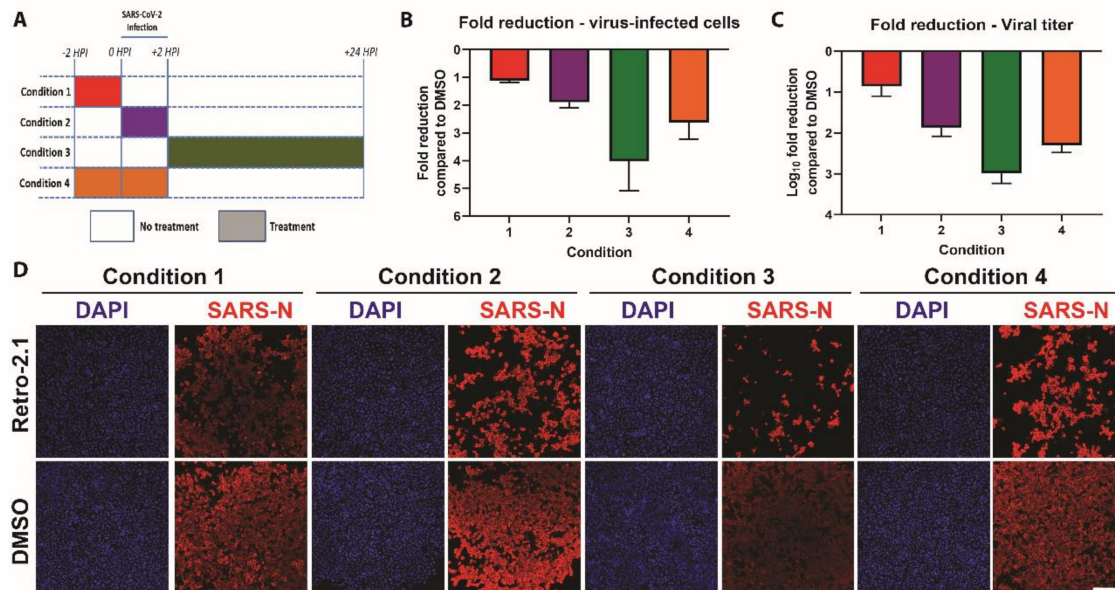 A
SARS-CoV-2
Infection
-2 HPI 0 HPI +2 HPI +24 HPI
Condition 1
Condition 2
Condition 3
Condition 4
No treatment Treatment
B
Fold reduction - virus-infected cells
Fold reduction
compared to DMSO
0
1
2
3
4
5
6
1 2 3 4
Condition
C
Fold reduction - Viral titer
Log10 fold reduction
compared to DMSO
0
1
2
3
4
1 2 3 4
Condition
D
Condition 1 Condition 2 Condition 3 Condition 4
DAPI SARS-N DAPI SARS-N DAPI SARS-N DAPI SARS-N
Retro-2.1
DMSO